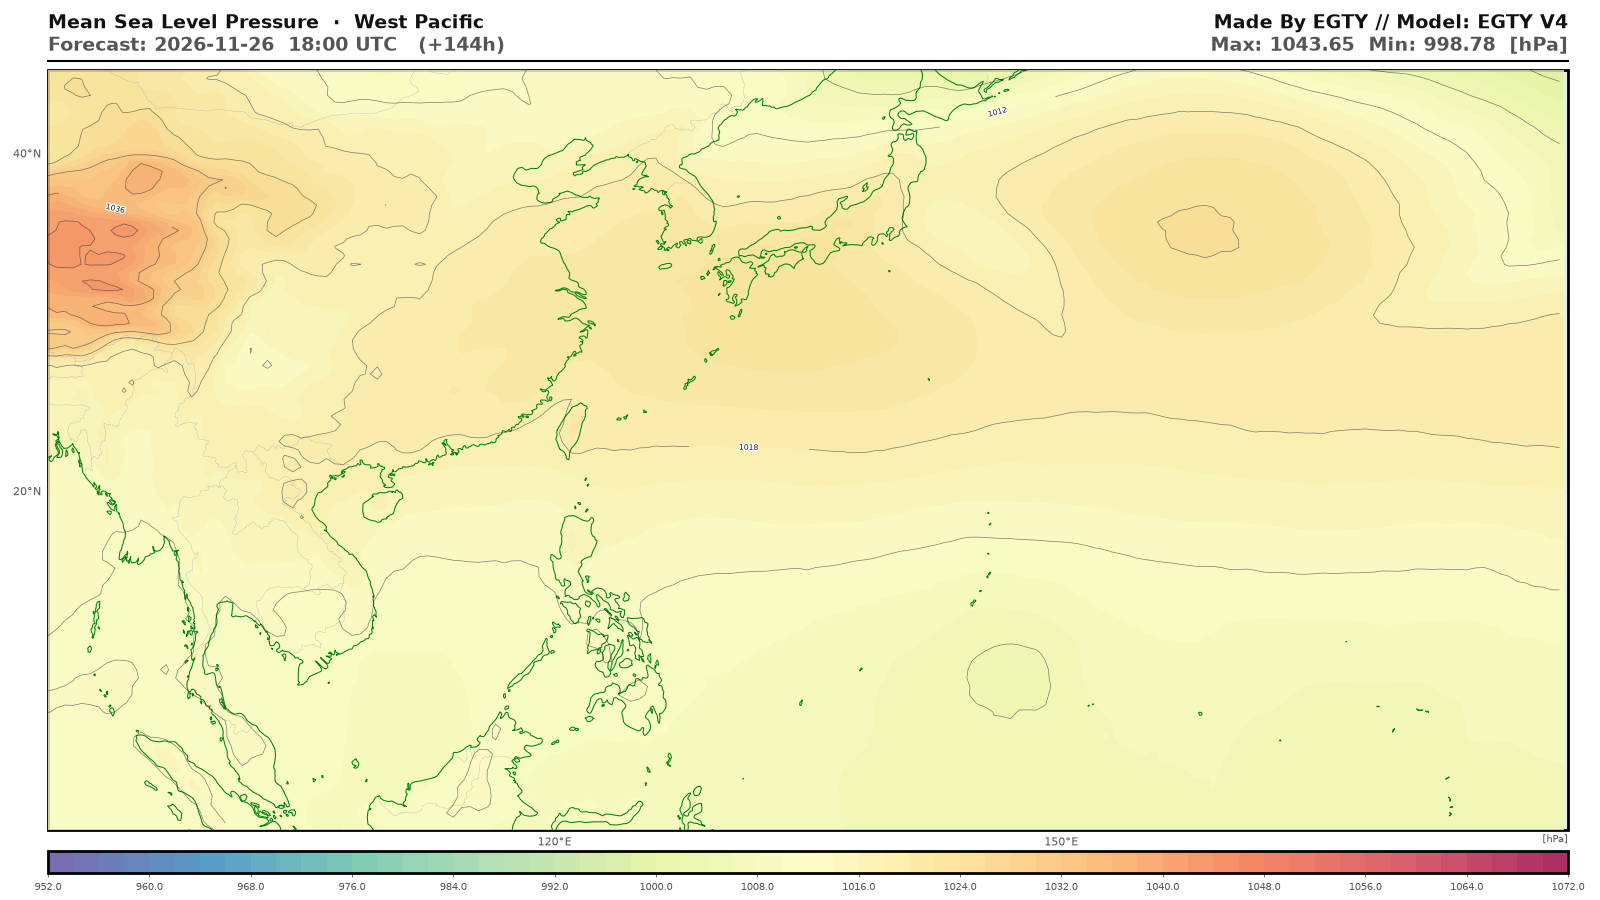 Mean Sea Level Pressure · West Pacific
Made By EGTY // Model: EGTY V4
Forecast: 2026-11-26 18:00 UTC (+144h)
Max: 1043.65 Min: 998.78 [hPa]
1012
40°N
1036
1018
20°N
120°E
150°E
[hPa]
952.0 960.0 968.0 976.0 984.0 992.0 1000.0 1008.0 1016.0 1024.0 1032.0 1040.0 1048.0 1056.0 1064.0 1072.0